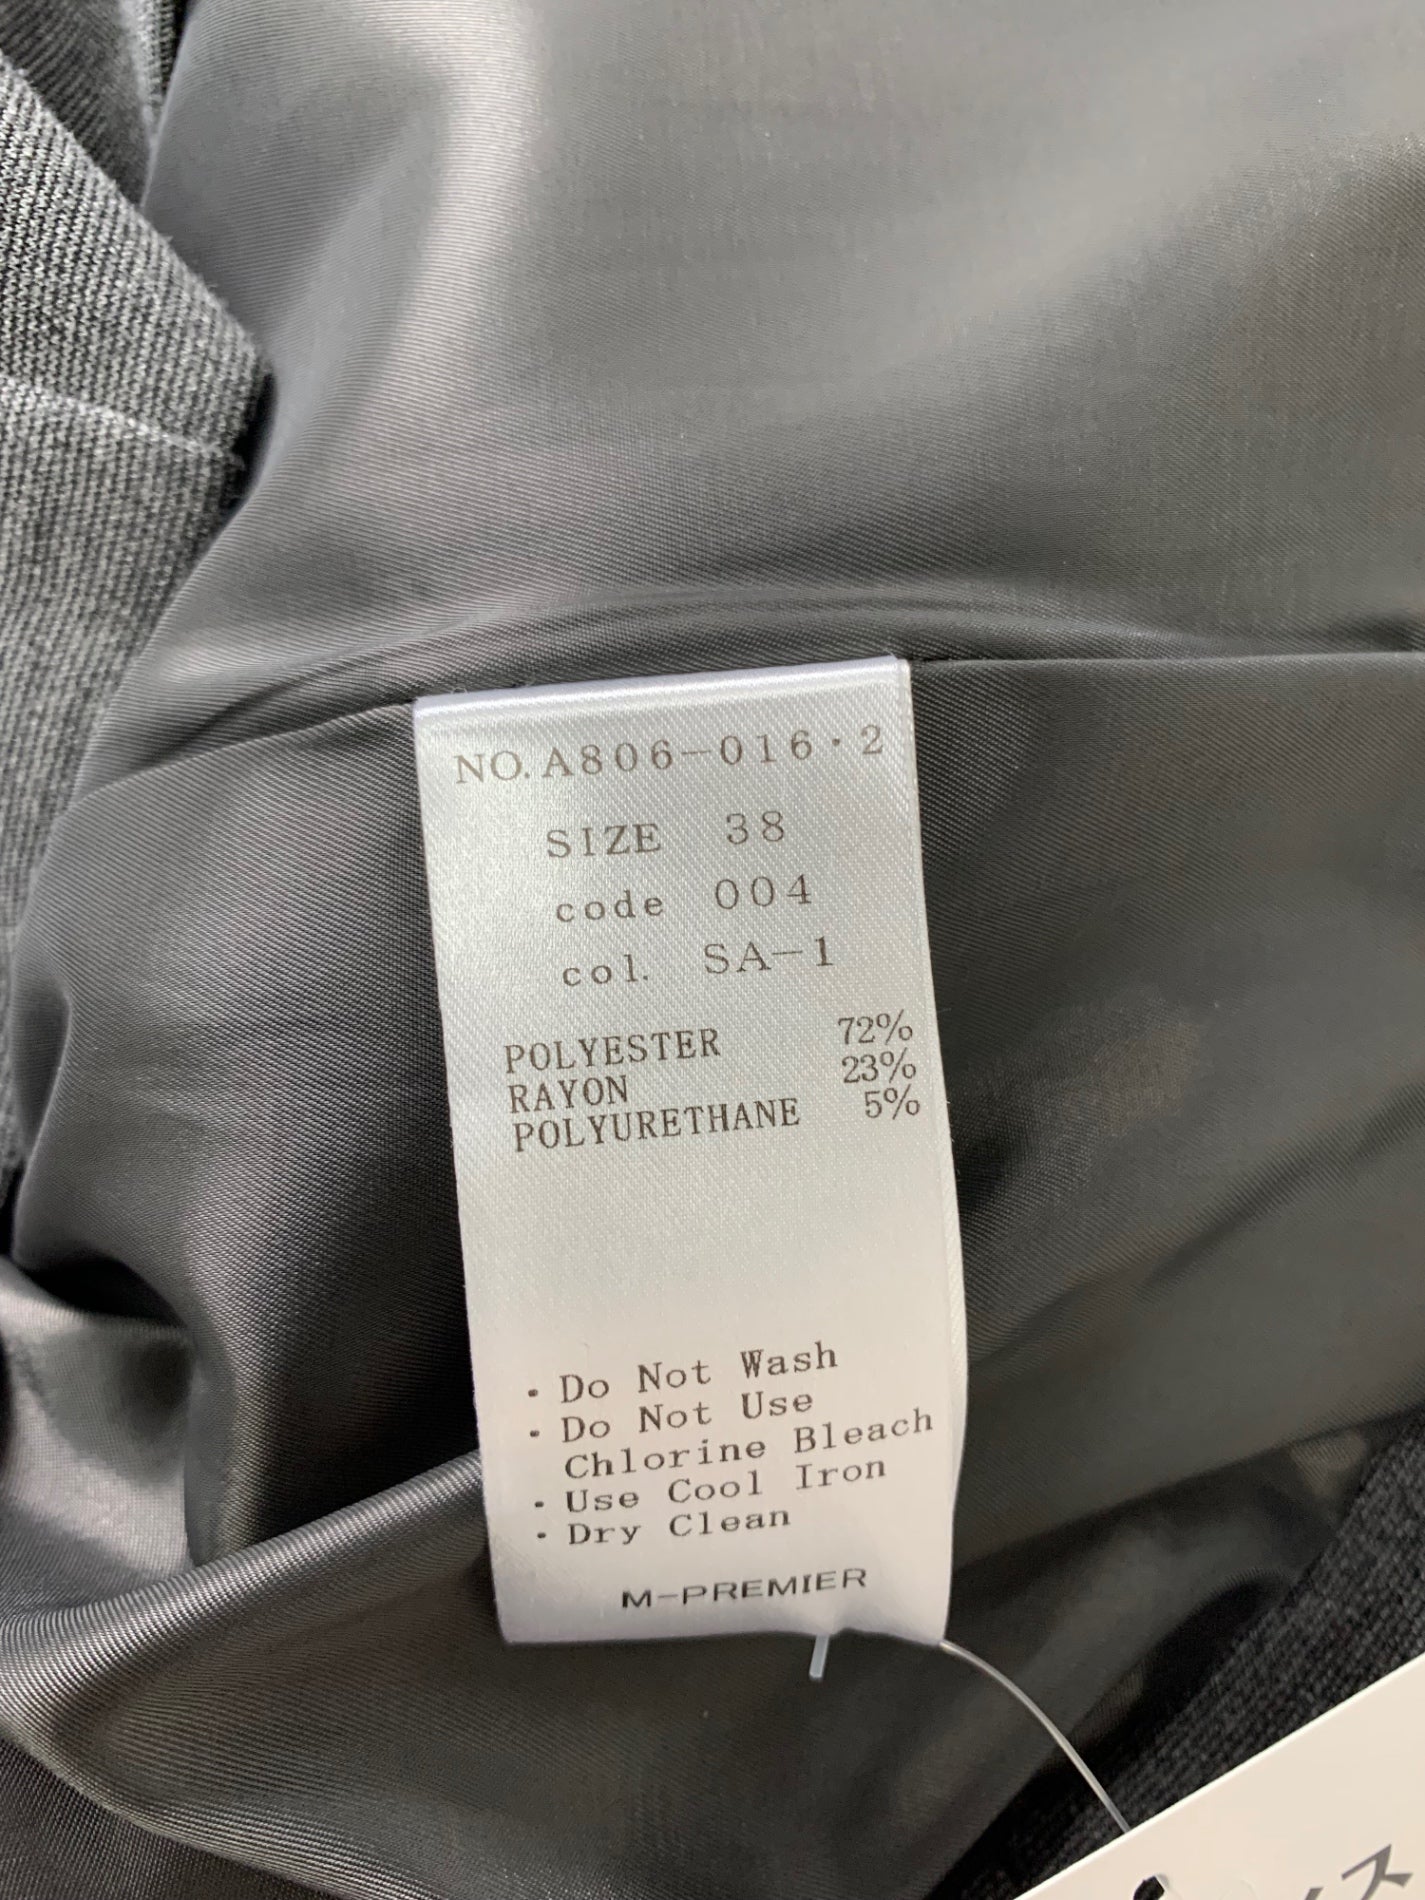 NO.A806-016・2
SIZE 38
code 004
col. SA-1
POLYESTER 72%
RAYON 23%
POLYURETHANE 5%
・Do Not Wash
・Do Not Use
Chlorine Bleach
・Use Cool Iron
・Dry Clean
M-PREMIER
ス